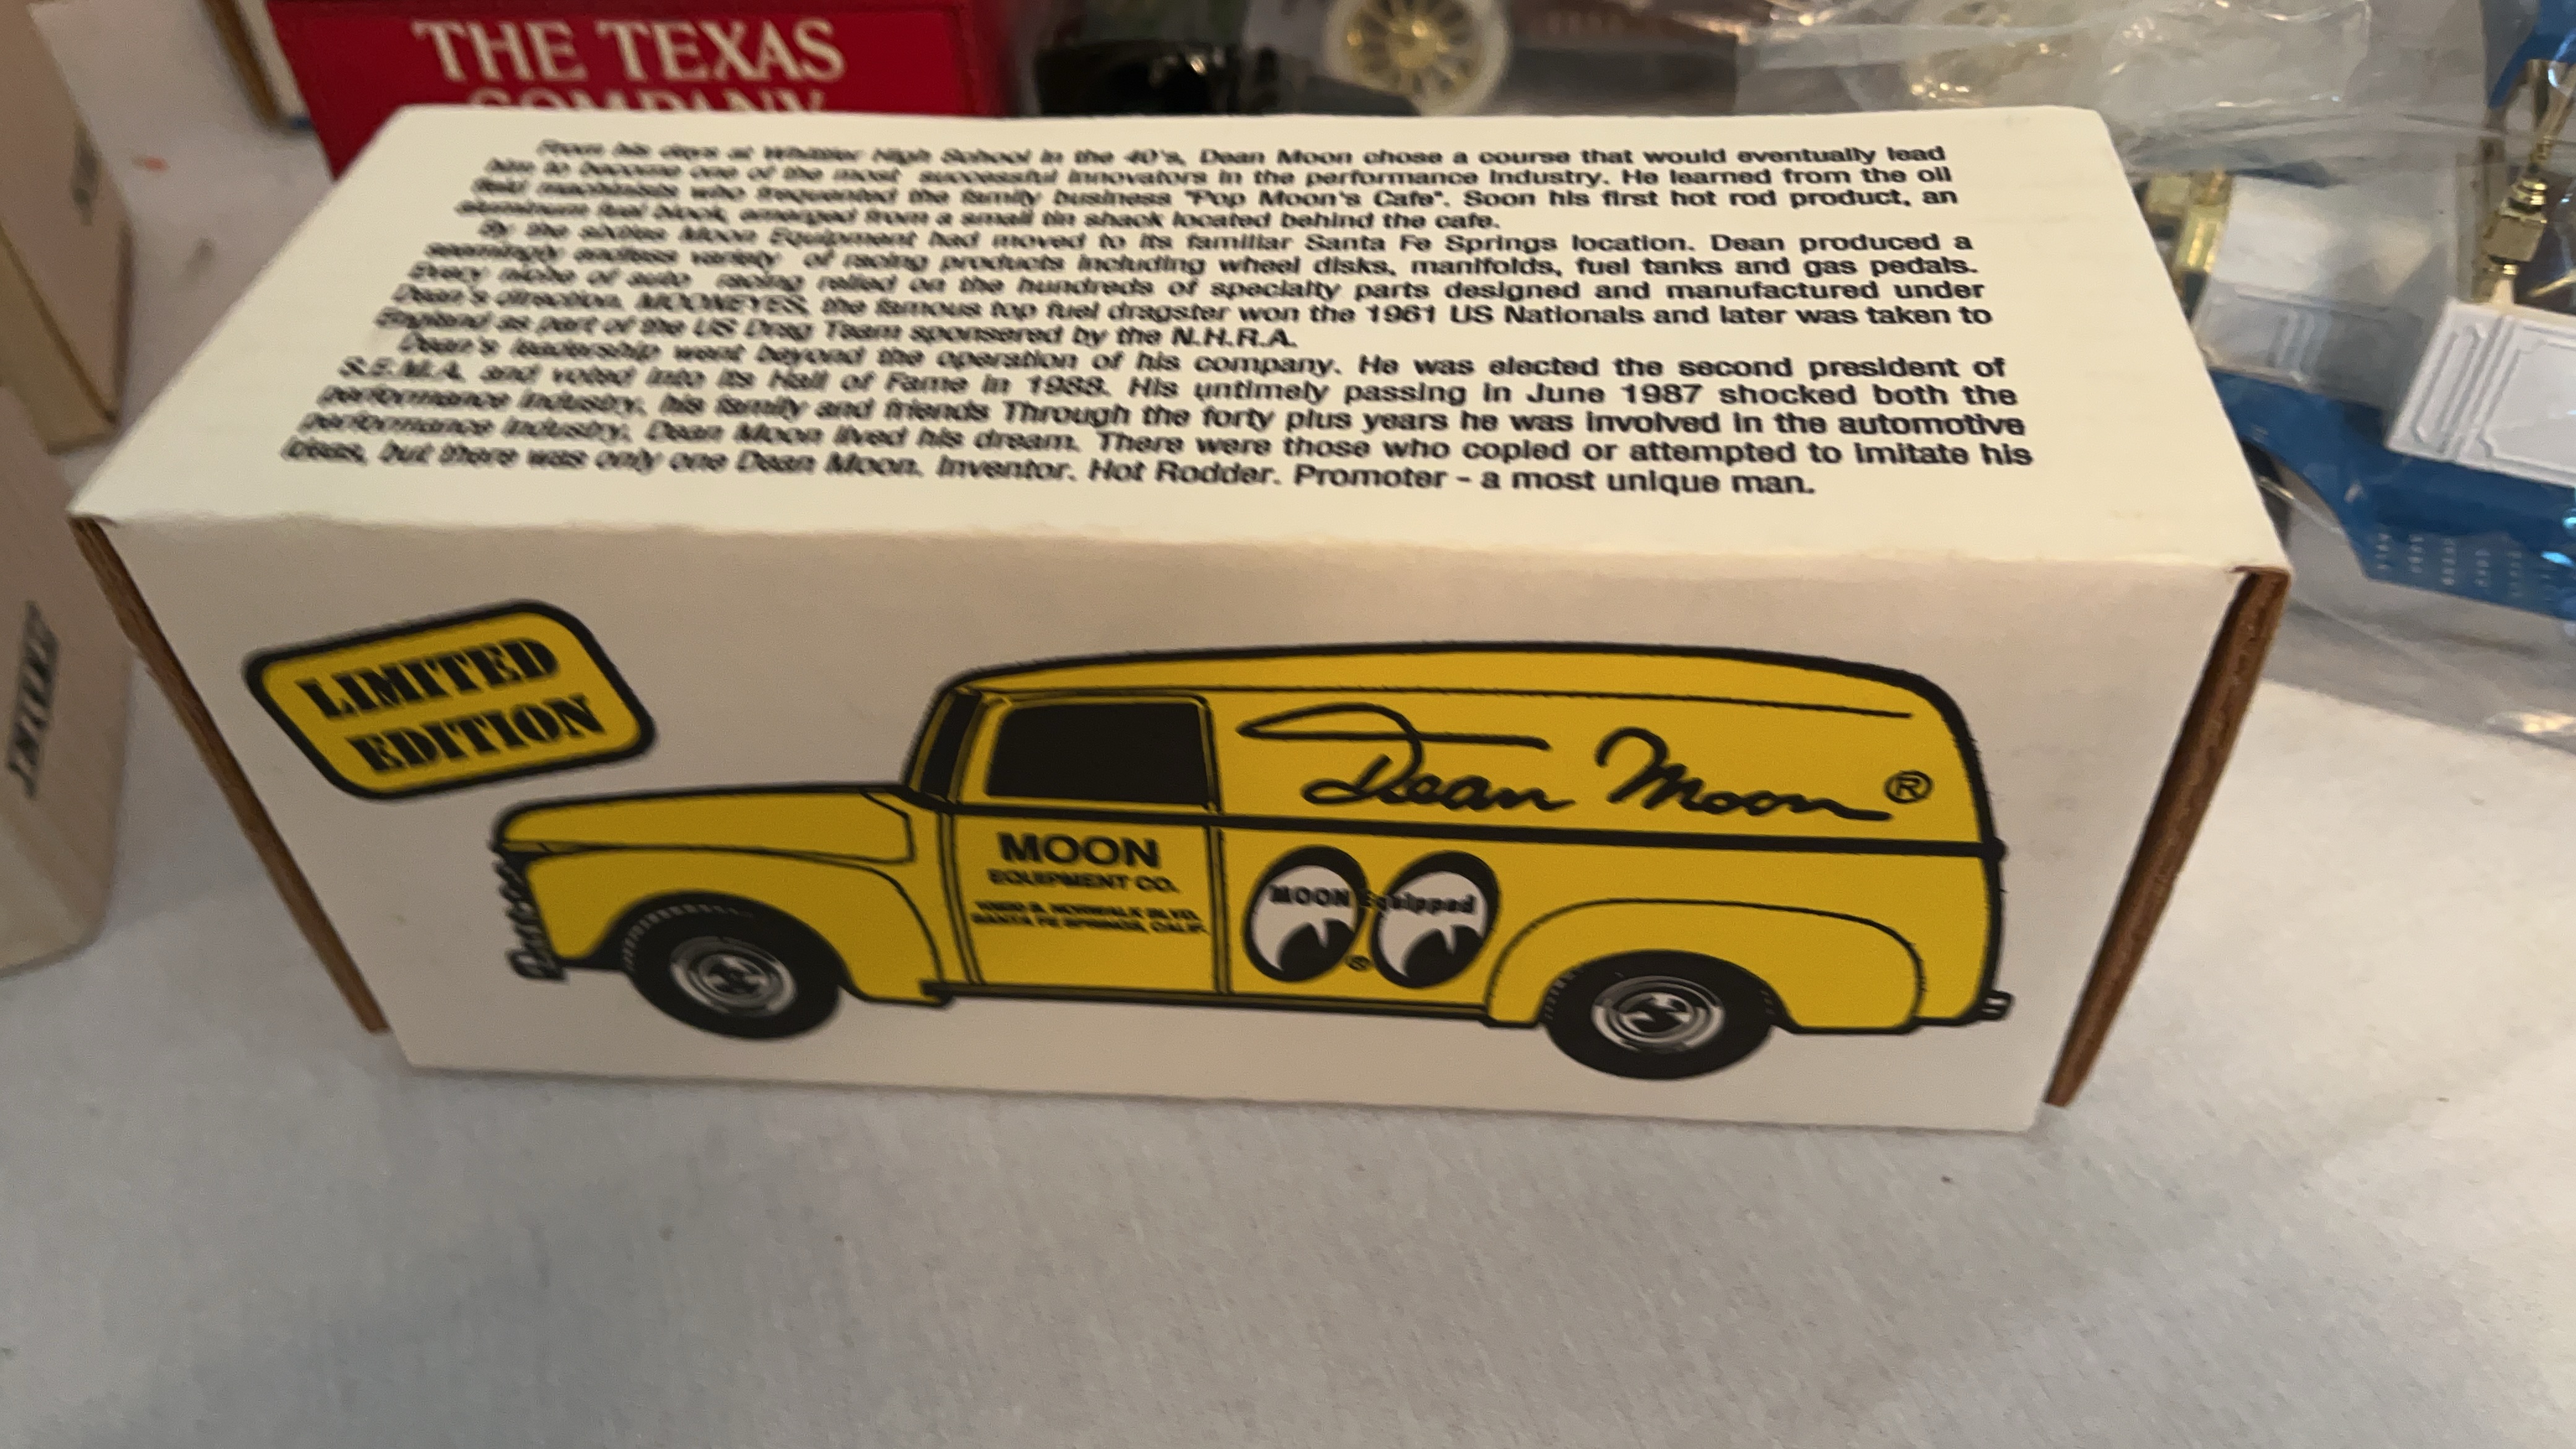 THE TEXAS
COMPANY
From his days at Whittier High School in the 40's, Dean Moon chose a course that would eventually lead
him to become one of the most successful innovators in the performance industry. He learned from the oil
field machinists who frequented the family business "Pop Moon's Cafe". Soon his first hot rod product, an
aluminum fuel block, emerged from a small tin shack located behind the cafe.
By the sixties Moon Equipment had moved to its familiar Santa Fe Springs location. Dean produced a
seemingly endless variety of racing products including wheel disks, manifolds, fuel tanks and gas pedals.
Every niche of auto racing relied on the hundreds of specialty parts designed and manufactured under
Dean's direction. MOONEYES, the famous top fuel dragster won the 1961 US Nationals and later was taken to
England as part of the US Drag Team sponsered by the N.H.R.A.
Dean's leadership went beyond the operation of his company. He was elected the second president of
S.E.M.A. and voted into its Hall of Fame in 1988. His untimely passing in June 1987 shocked both the
performance industry, his family and friends Through the forty plus years he was involved in the automotive
performance industry, Dean Moon lived his dream. There were those who copied or attempted to imitate his
ideas, but there was only one Dean Moon. Inventor. Hot Rodder. Promoter - a most unique man.
LIMITED
EDITION
Dean Moon ®
MOON
EQUIPMENT CO.
S. NORWALK BLVD.
SANTA FE SPRINGS, CALIF.
MOON Equipped
®